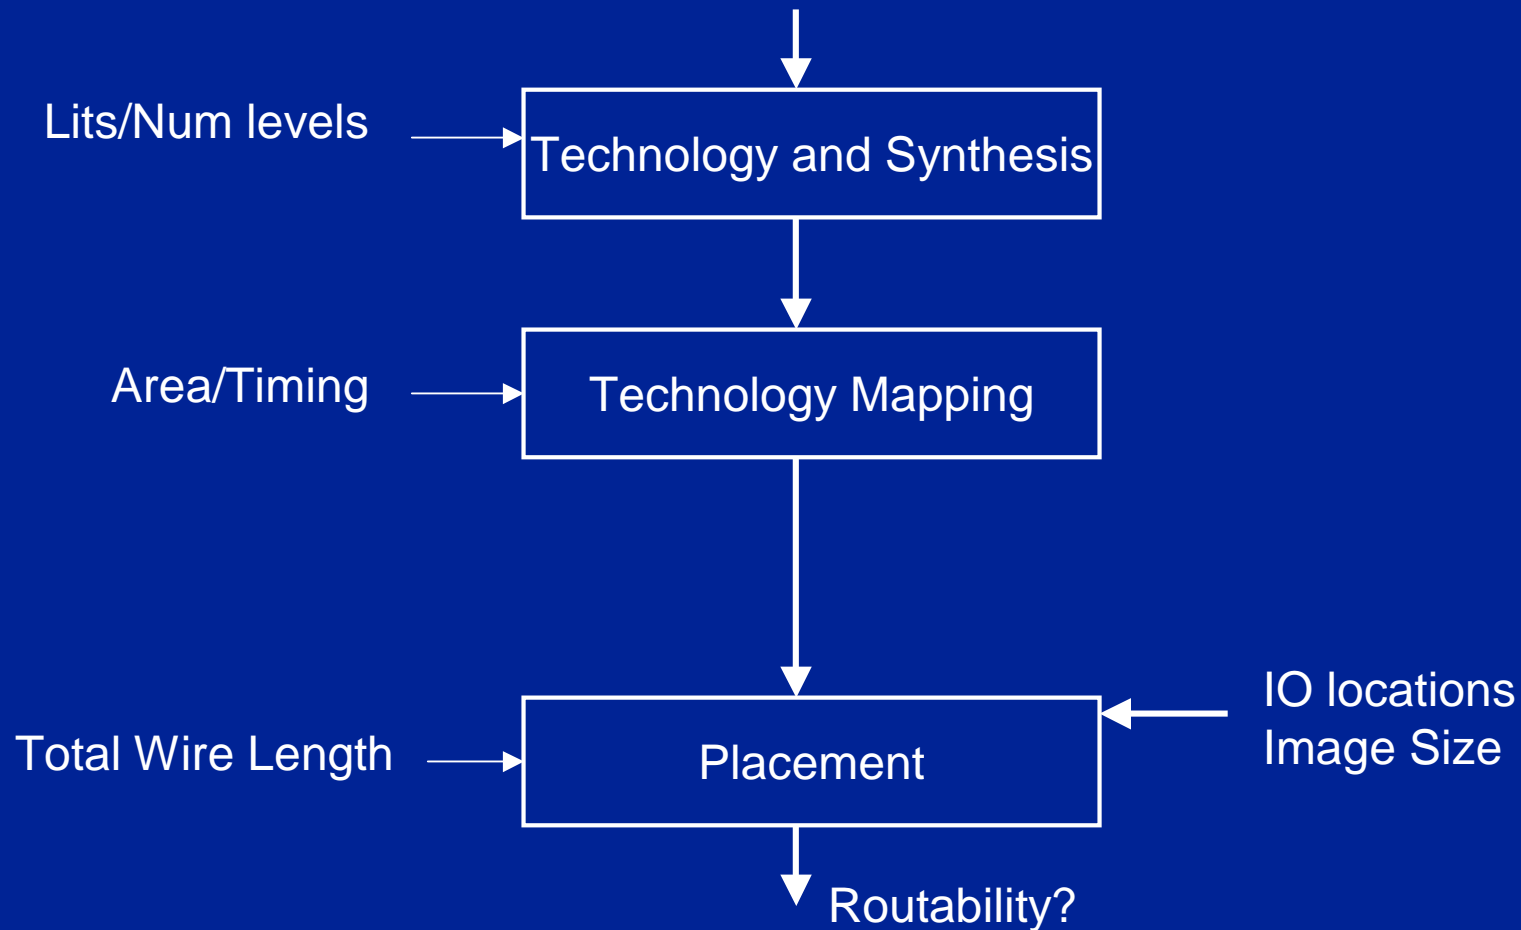 Lits/Num levels
Technology and Synthesis
Area/Timing
Technology Mapping
IO locations
Image Size
Total Wire Length
Placement
Routability?